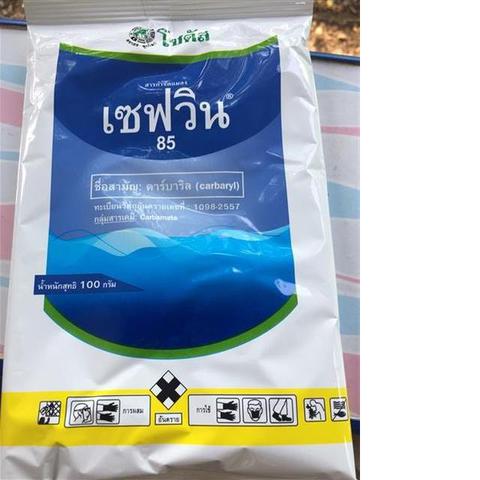 โซตัส
สารกำจัดแมลง
เซฟวิน®
85
ชื่อสามัญ: คาร์บาริล (carbaryl)
ทะเบียนวัตถุอันตรายเลขที่ : 1098-2557
กลุ่มสารเคมี: Carbamate
น้ำหนักสุทธิ 100 กรัม
การผสม
อันตราย
การใช้